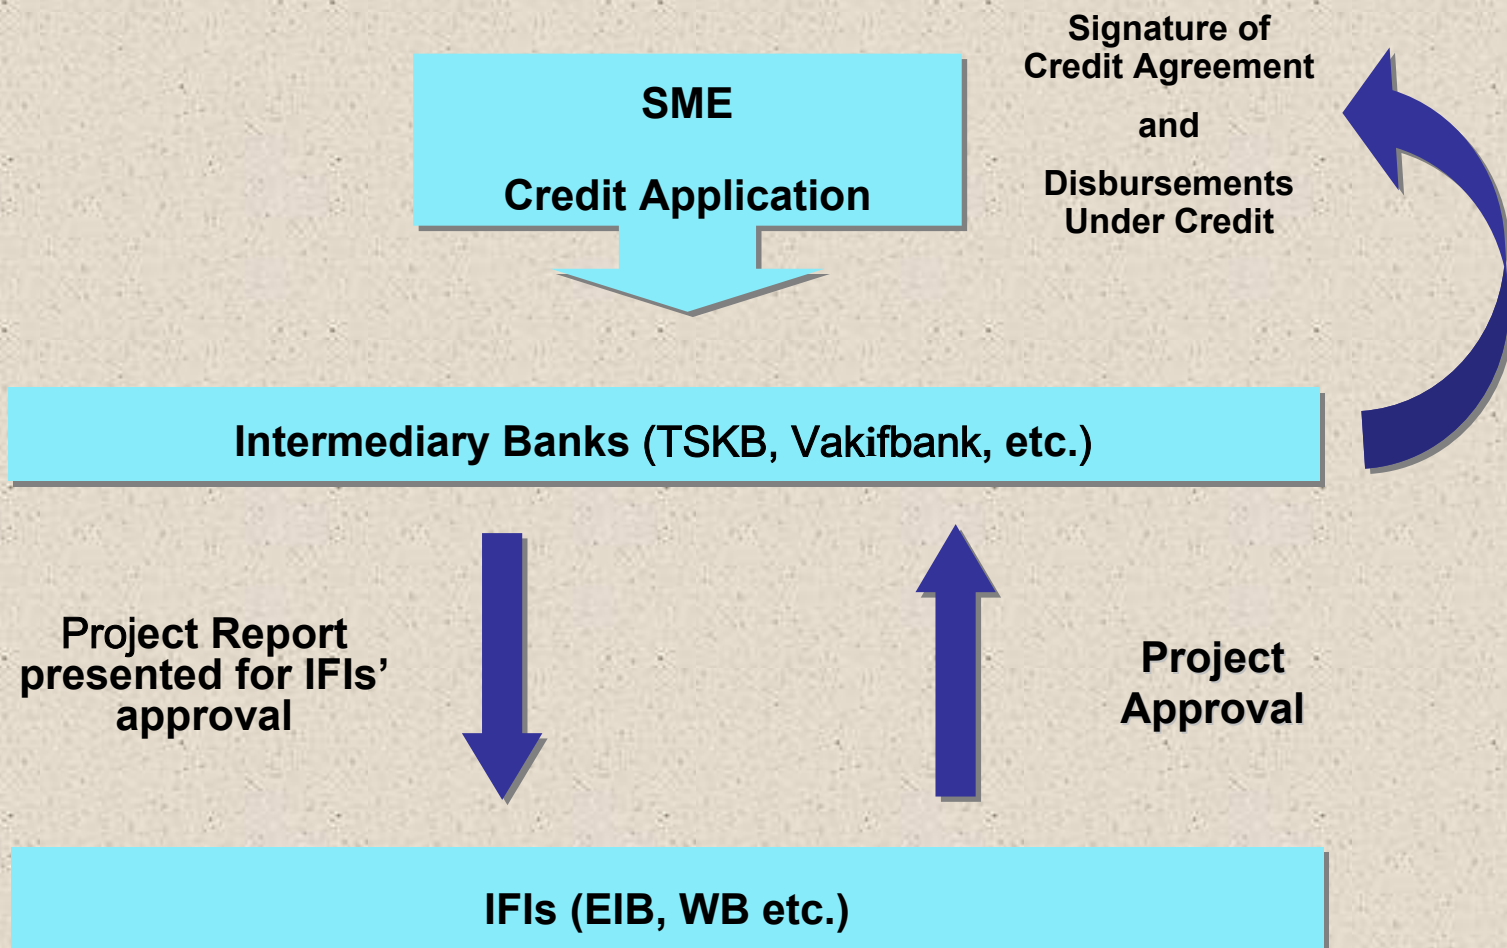 SME
Credit Application
Signature of
Credit Agreement
and
Disbursements
Under Credit
Intermediary Banks (TSKB, Vakifbank, etc.)
Project Report
presented for IFIs’
approval
Project
Approval
IFIs (EIB, WB etc.)